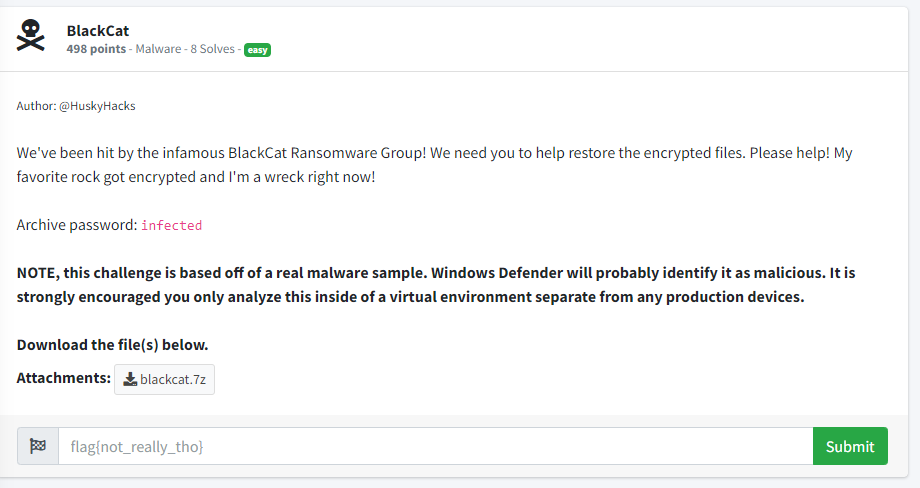 BlackCat
498 points - Malware - 8 Solves - easy
Author: @HuskyHacks
We've been hit by the infamous BlackCat Ransomware Group! We need you to help restore the encrypted files. Please help! My
favorite rock got encrypted and I'm a wreck right now!
Archive password: infected
NOTE, this challenge is based off of a real malware sample. Windows Defender will probably identify it as malicious. It is
strongly encouraged you only analyze this inside of a virtual environment separate from any production devices.
Download the file(s) below.
Attachments: blackcat.7z
flag{not_really_tho} Submit